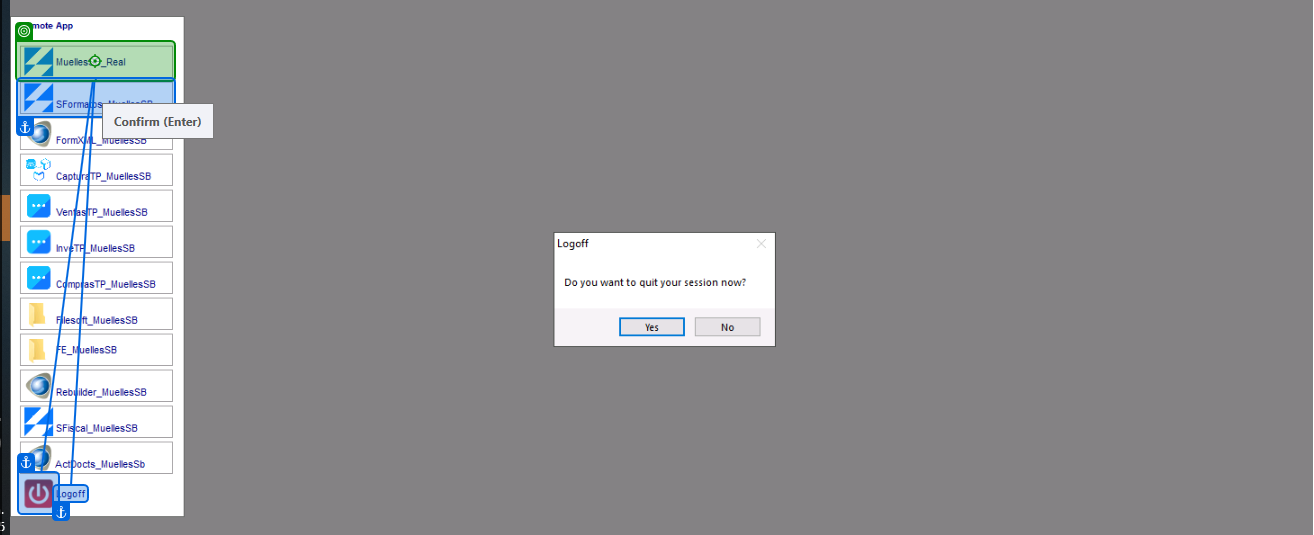 mote App
Muelles
_Real
SFormatos_MuellesSB
Confirm (Enter)
FormXML_MuellesSB
CapturaTP_MuellesSB
VentasTP_MuellesSB
InveTP_MuellesSB
ComprasTP_MuellesSB
Filesoft_MuellesSB
FE_MuellesSB
Rebuilder_MuellesSB
SFiscal_MuellesSB
ActDocts_MuellesSb
Logoff
Logoff
Do you want to quit your session now?
Yes
No